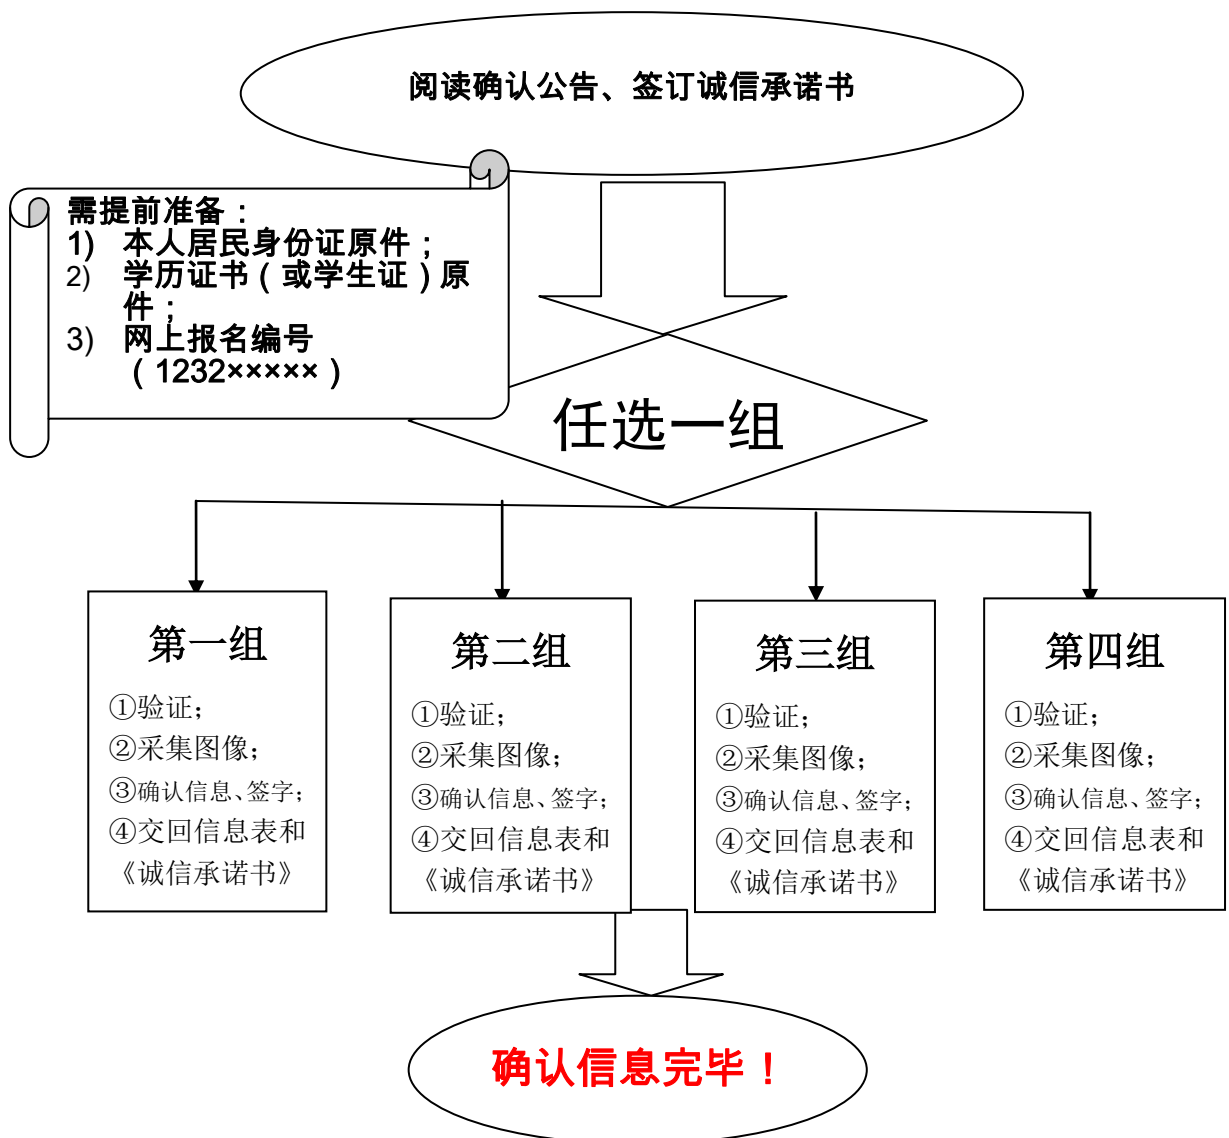 阅读确认公告、签订诚信承诺书
需提前准备：
1) 本人居民身份证原件；
2) 学历证书（或学生证）原
件；
3) 网上报名编号
（1232×××××）
任选一组
第一组
①验证；
②采集图像；
③确认信息、签字；
④交回信息表和
《诚信承诺书》
第二组
①验证；
②采集图像；
③确认信息、签字；
④交回信息表和
《诚信承诺书》
第三组
①验证；
②采集图像；
③确认信息、签字；
④交回信息表和
《诚信承诺书》
第四组
①验证；
②采集图像；
③确认信息、签字；
④交回信息表和
《诚信承诺书》
确认信息完毕！